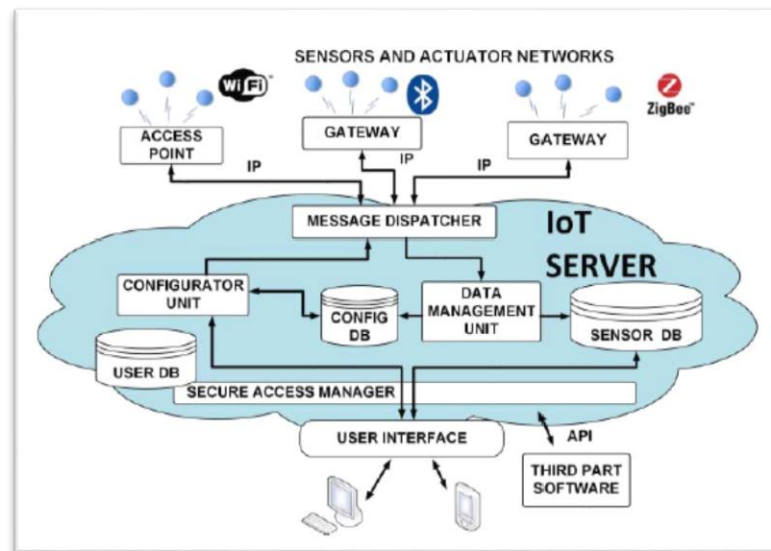 SENSORS AND ACTUATOR NETWORKS
WiFi
ZigBee™
ACCESS
POINT
GATEWAY
GATEWAY
IP
IP
IP
MESSAGE DISPATCHER
IoT
SERVER
CONFIGURATOR
UNIT
CONFIG
DB
DATA
MANAGEMENT
UNIT
SENSOR DB
USER DB
SECURE ACCESS MANAGER
USER INTERFACE
API
THIRD PART
SOFTWARE